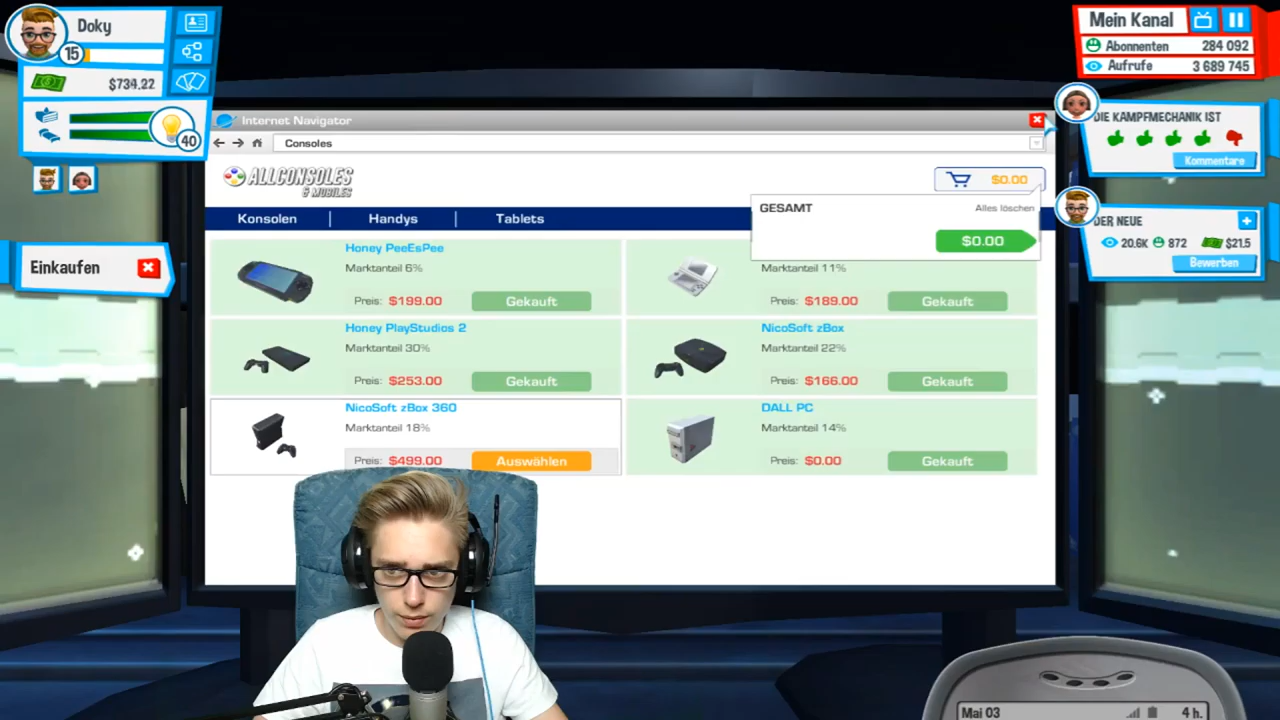 Doky
15
$734.22
40
Einkaufen
Mein Kanal
Abonnenten 284 092
Aufrufe 3 689 745
DIE KAMPFMECHANIK IST
Kommentare
DER NEUE
20.6K 872 $21.5
Bewerben
Internet Navigator
Consoles
ALLCONSOLES
& MOBILES
$0.00
Konsolen Handys Tablets
GESAMT Alles löschen
$0.00
Honey PeeEsPee
Marktanteil 6%
Preis: $199.00 Gekauft
Marktanteil 11%
Preis: $189.00 Gekauft
Honey PlayStudios 2
Marktanteil 30%
Preis: $253.00 Gekauft
NicoSoft zBox
Marktanteil 22%
Preis: $166.00 Gekauft
NicoSoft zBox 360
Marktanteil 18%
Preis: $499.00 Auswählen
DALL PC
Marktanteil 14%
Preis: $0.00 Gekauft
Mai 03 4 h.